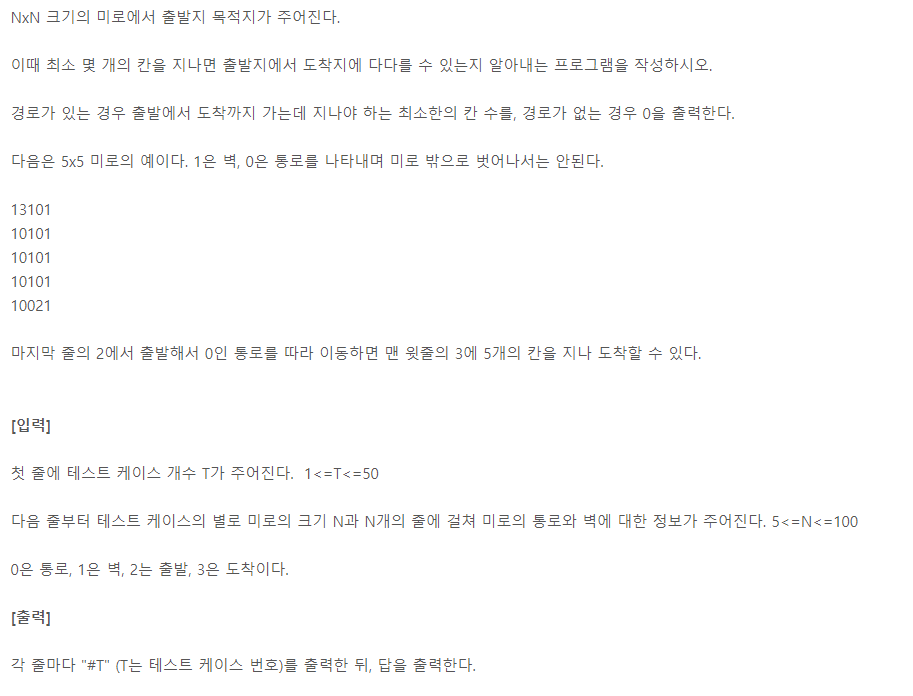 NxN 크기의 미로에서 출발지 목적지가 주어진다.
이때 최소 몇 개의 칸을 지나면 출발지에서 도착지에 다다를 수 있는지 알아내는 프로그램을 작성하시오.
경로가 있는 경우 출발에서 도착까지 가는데 지나야 하는 최소한의 칸 수를, 경로가 없는 경우 0을 출력한다.
다음은 5x5 미로의 예이다. 1은 벽, 0은 통로를 나타내며 미로 밖으로 벗어나서는 안된다.
13101
10101
10101
10101
10021
마지막 줄의 2에서 출발해서 0인 통로를 따라 이동하면 맨 윗줄의 3에 5개의 칸을 지나 도착할 수 있다.
[입력]
첫 줄에 테스트 케이스 개수 T가 주어진다. 1<=T<=50
다음 줄부터 테스트 케이스의 별로 미로의 크기 N과 N개의 줄에 걸쳐 미로의 통로와 벽에 대한 정보가 주어진다. 5<=N<=100
0은 통로, 1은 벽, 2는 출발, 3은 도착이다.
[출력]
각 줄마다 "#T" (T는 테스트 케이스 번호)를 출력한 뒤, 답을 출력한다.